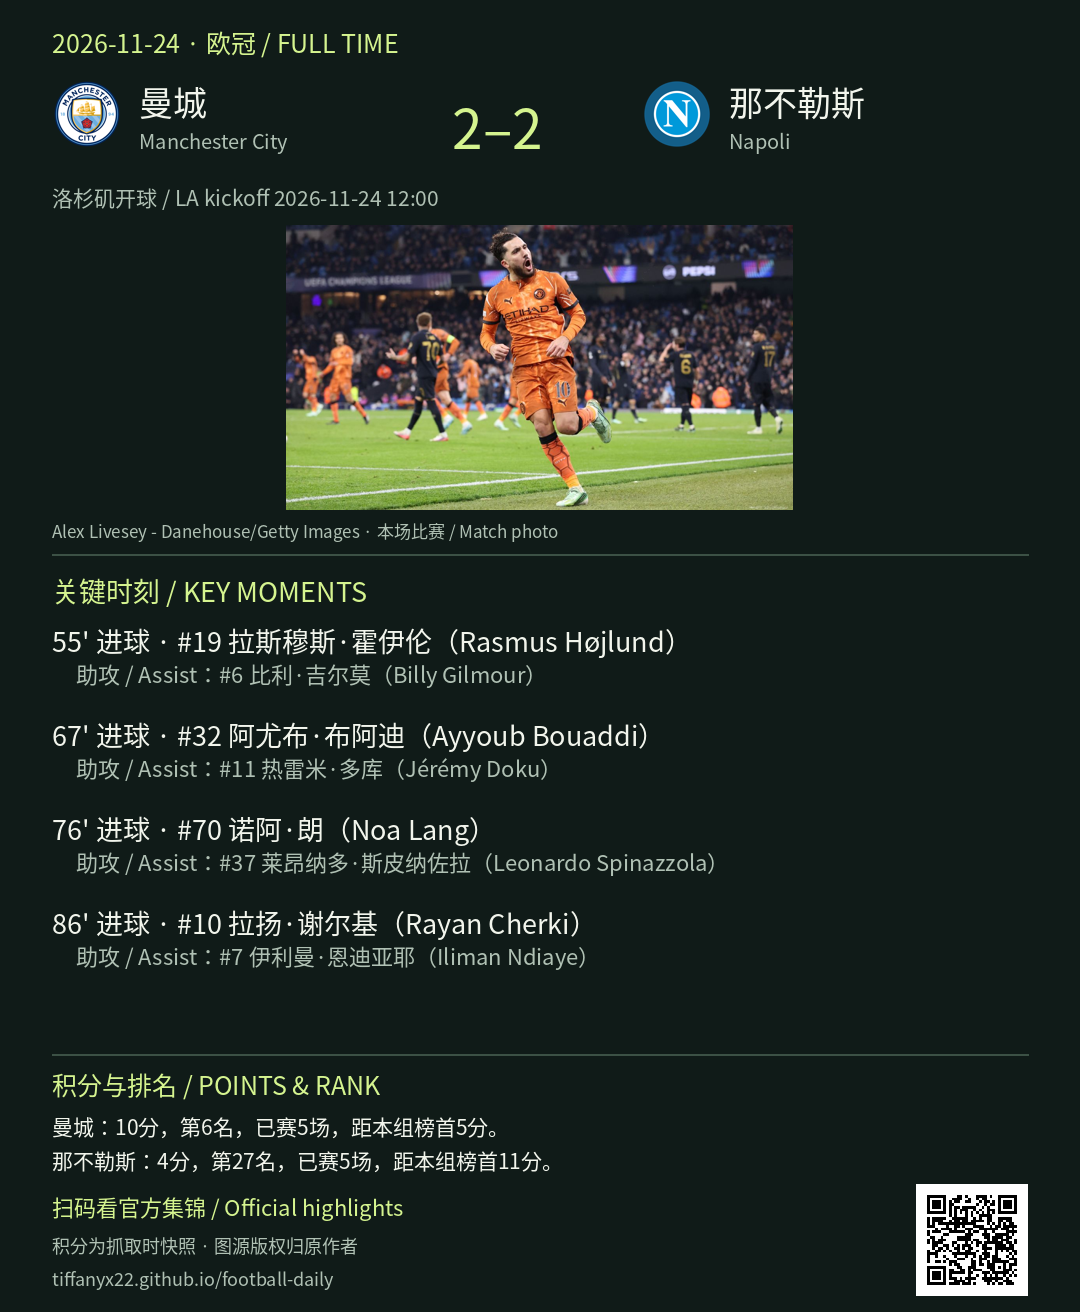 2026-11-24 · 欧冠 / FULL TIME
MANCHESTER CITY
曼城
Manchester City
2–2
N
那不勒斯
Napoli
洛杉矶开球 / LA kickoff 2026-11-24 12:00
UEFA CHAMPIONS LEAGUE
PEPSI
ETIHAD
70
6
17
10
Alex Livesey - Danehouse/Getty Images · 本场比赛 / Match photo
关键时刻 / KEY MOMENTS
55' 进球 · #19 拉斯穆斯·霍伊伦（Rasmus Højlund）
助攻 / Assist：#6 比利·吉尔莫（Billy Gilmour）
67' 进球 · #32 阿尤布·布阿迪（Ayyoub Bouaddi）
助攻 / Assist：#11 热雷米·多库（Jérémy Doku）
76' 进球 · #70 诺阿·朗（Noa Lang）
助攻 / Assist：#37 莱昂纳多·斯皮纳佐拉（Leonardo Spinazzola）
86' 进球 · #10 拉扬·谢尔基（Rayan Cherki）
助攻 / Assist：#7 伊利曼·恩迪亚耶（Iliman Ndiaye）
积分与排名 / POINTS & RANK
曼城：10分，第6名，已赛5场，距本组榜首5分。
那不勒斯：4分，第27名，已赛5场，距本组榜首11分。
扫码看官方集锦 / Official highlights
积分为抓取时快照 · 图源版权归原作者
tiffanyx22.github.io/football-daily